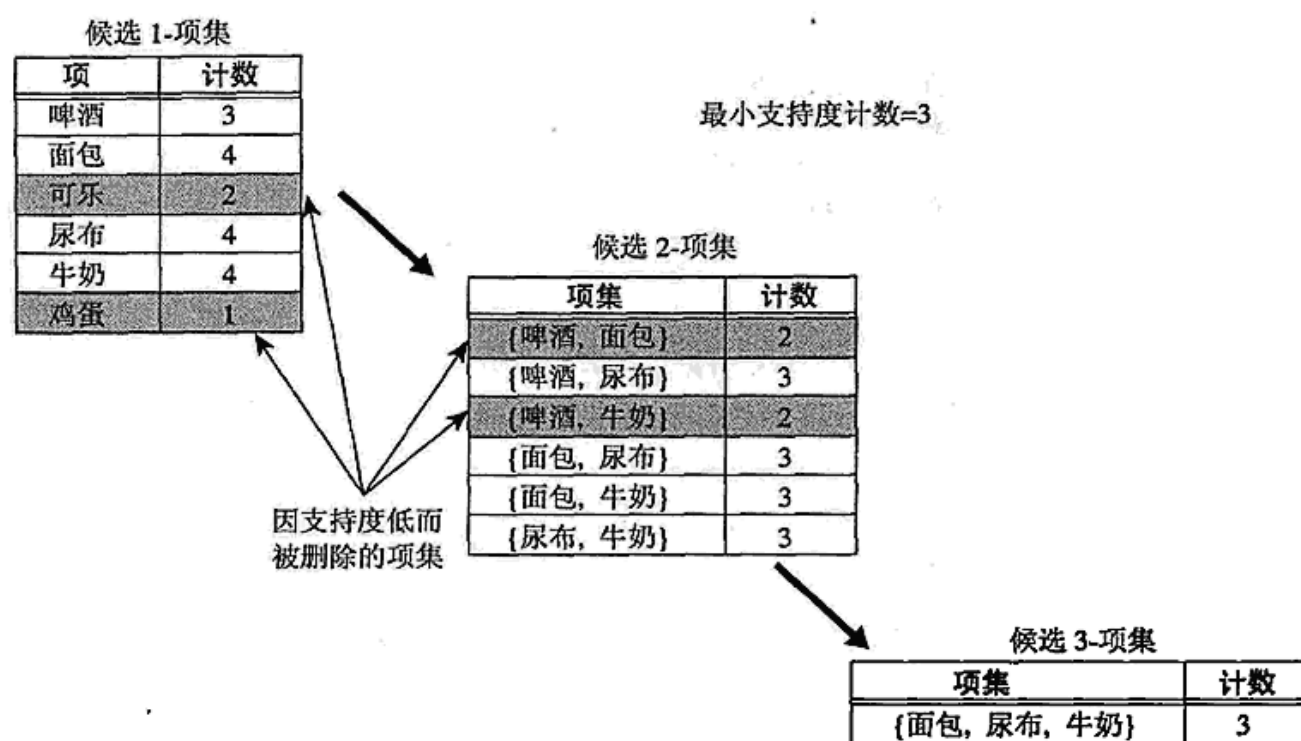 候选 1-项集
项 计数
啤酒 3
面包 4
可乐 2
尿布 4
牛奶 4
鸡蛋 1
最小支持度计数=3
候选 2-项集
项集 计数
{啤酒, 面包} 2
{啤酒, 尿布} 3
{啤酒, 牛奶} 2
{面包, 尿布} 3
{面包, 牛奶} 3
{尿布, 牛奶} 3
因支持度低而
被删除的项集
候选 3-项集
项集 计数
{面包, 尿布, 牛奶} 3